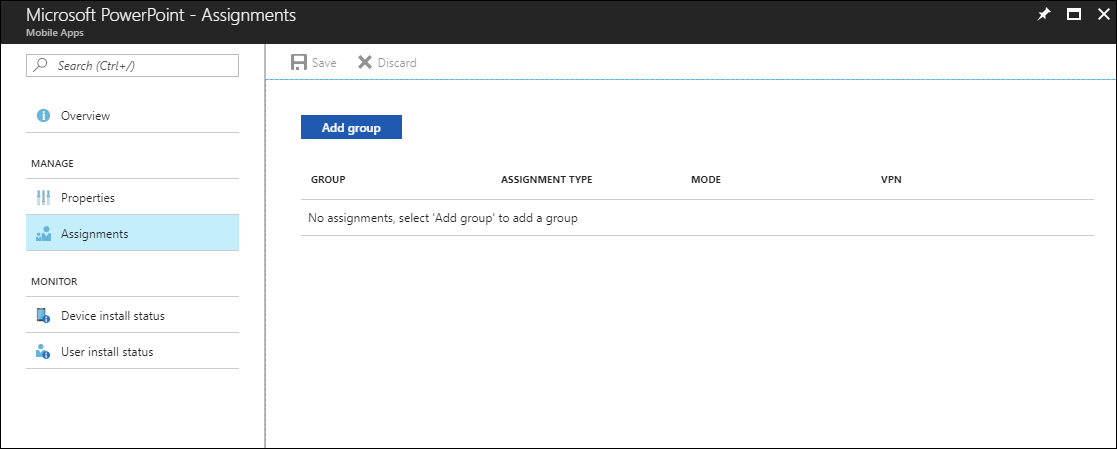 Microsoft PowerPoint - Assignments
Mobile Apps
Search (Ctrl+/)
Save
Discard
Overview
Add group
MANAGE
GROUP
ASSIGNMENT TYPE
MODE
VPN
Properties
No assignments, select 'Add group' to add a group
Assignments
MONITOR
Device install status
User install status